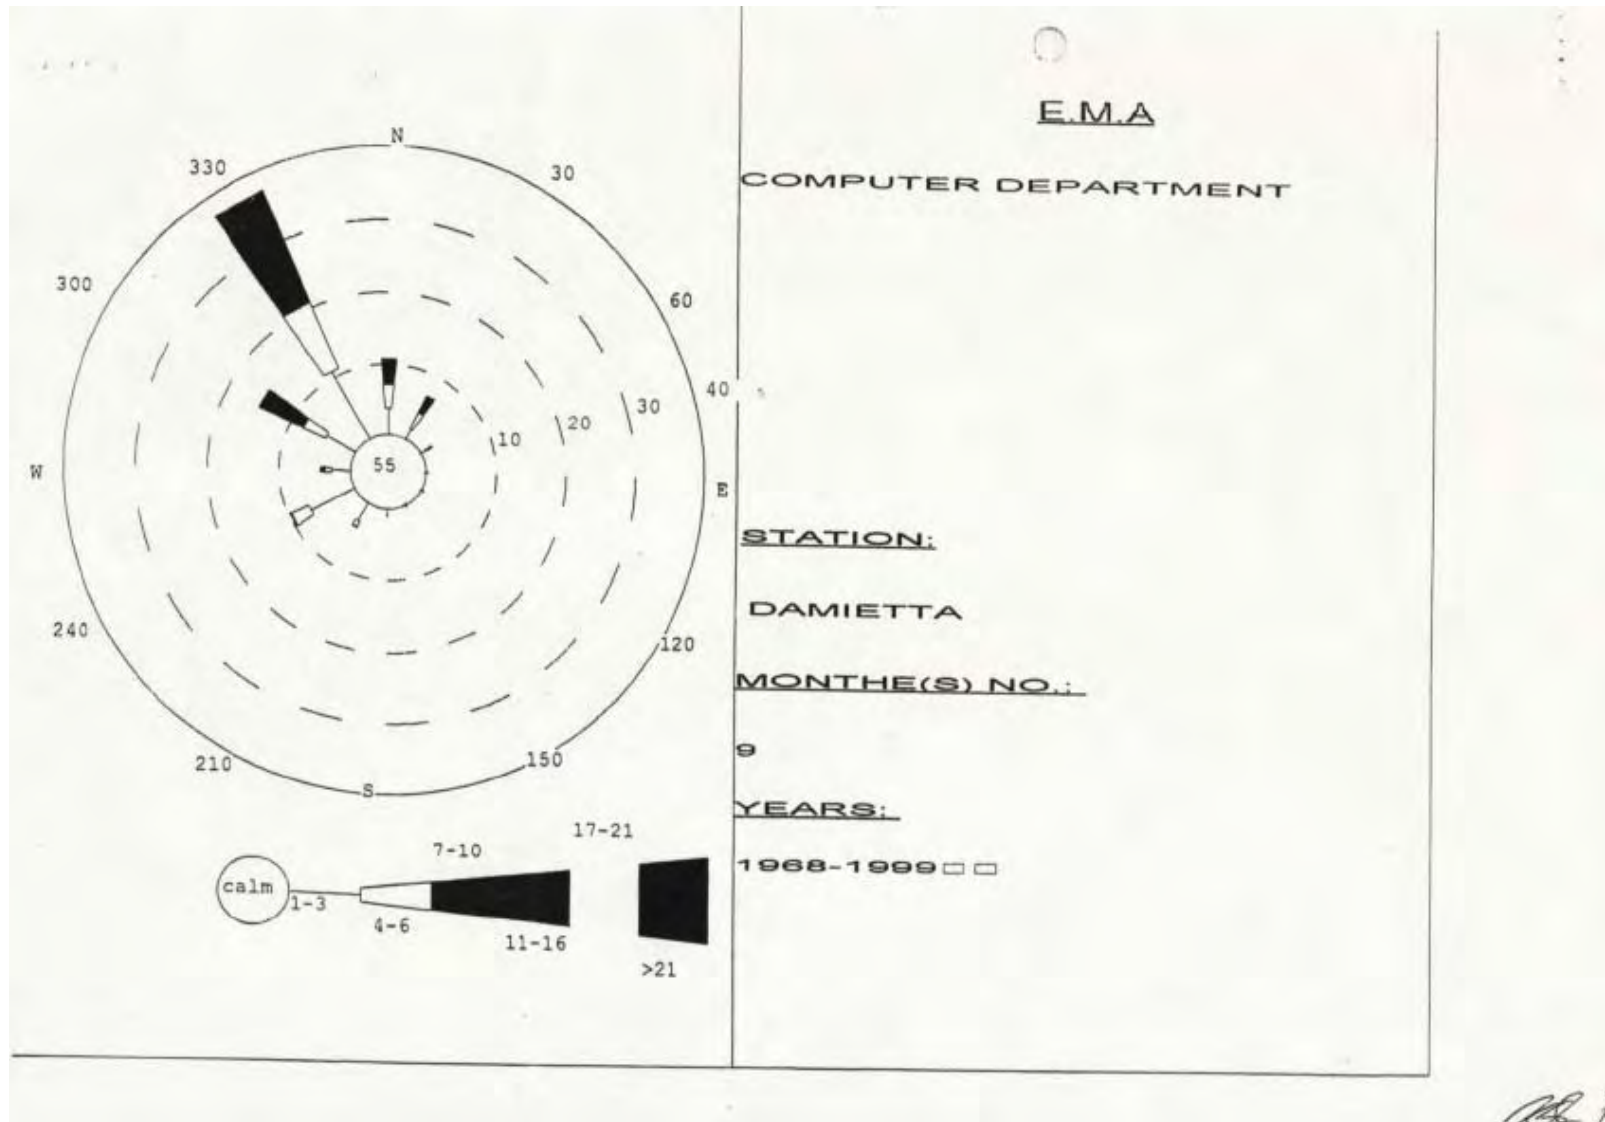 N
330
30
300
60
40
30
20
10
55
W
E
240
120
210
150
S
17-21
7-10
calm
1-3
4-6
11-16
>21
E.M.A
COMPUTER DEPARTMENT
STATION:
DAMIETTA
MONTHE(S) NO.:
9
YEARS:
1968-1999